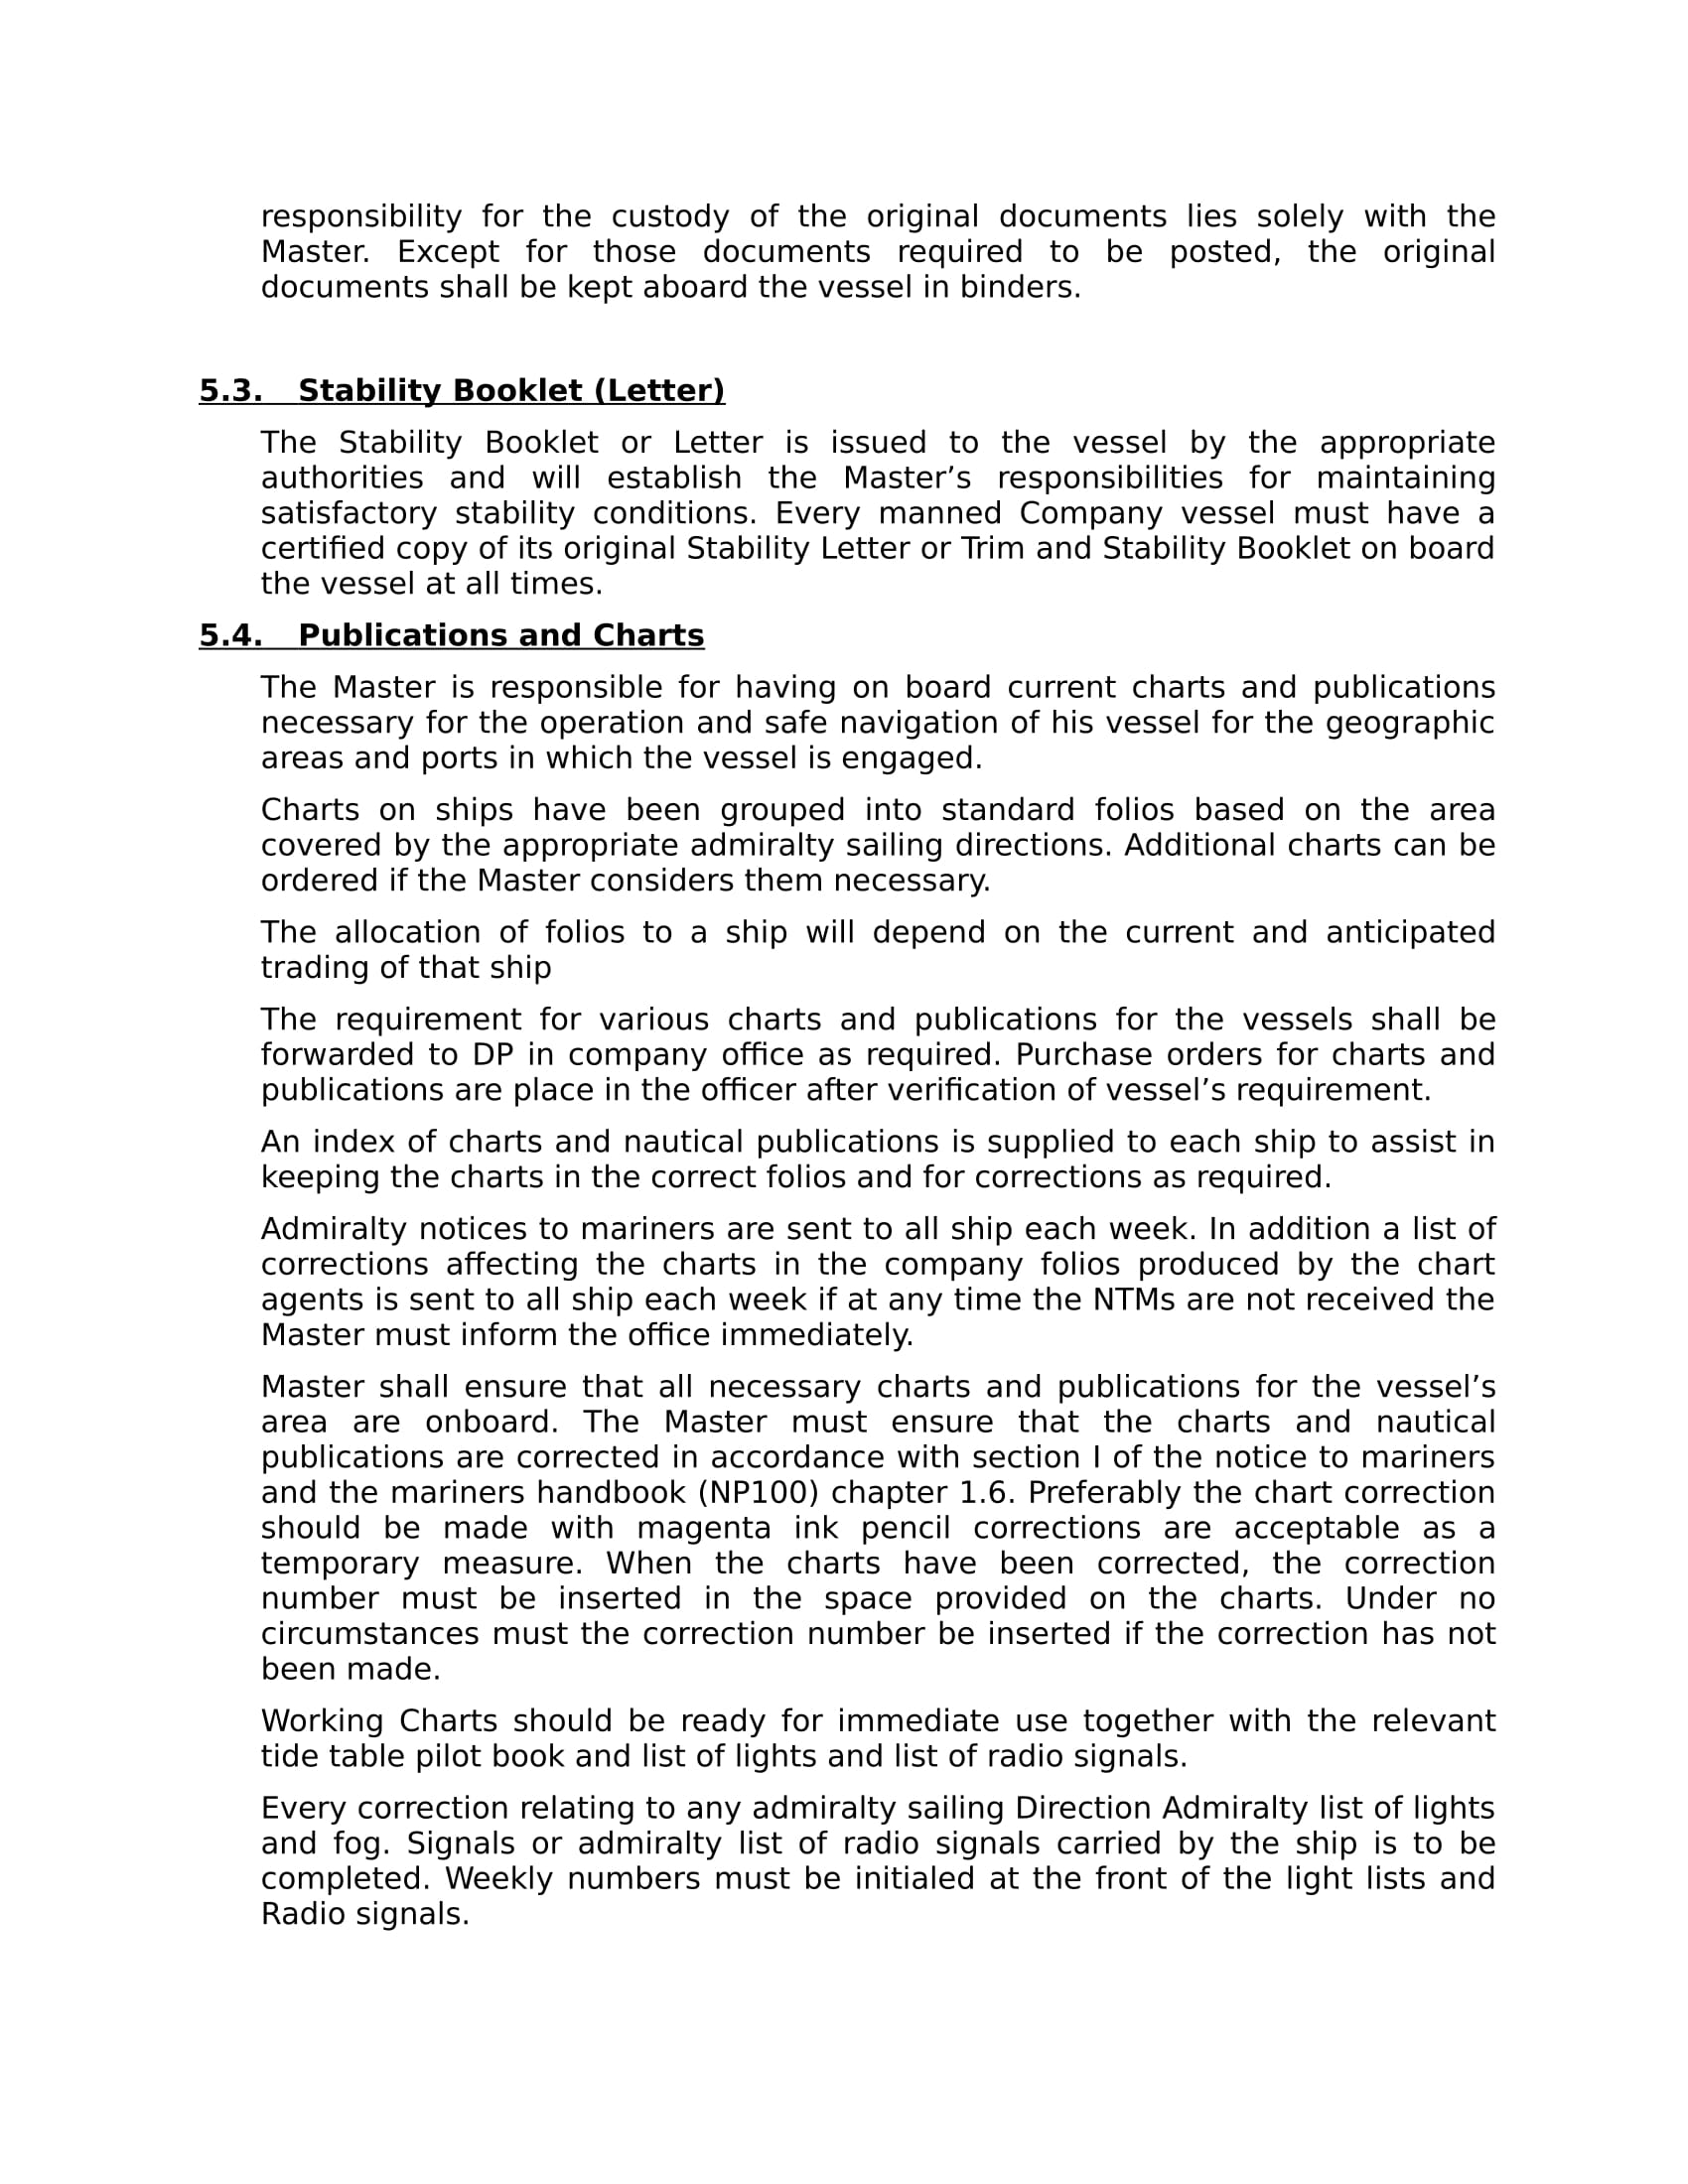 responsibility for the custody of the original documents lies solely with the
Master. Except for those documents required to be posted, the original
documents shall be kept aboard the vessel in binders.
5.3. Stability Booklet (Letter)
The Stability Booklet or Letter is issued to the vessel by the appropriate
authorities and will establish the Master’s responsibilities for maintaining
satisfactory stability conditions. Every manned Company vessel must have a
certified copy of its original Stability Letter or Trim and Stability Booklet on board
the vessel at all times.
5.4. Publications and Charts
The Master is responsible for having on board current charts and publications
necessary for the operation and safe navigation of his vessel for the geographic
areas and ports in which the vessel is engaged.
Charts on ships have been grouped into standard folios based on the area
covered by the appropriate admiralty sailing directions. Additional charts can be
ordered if the Master considers them necessary.
The allocation of folios to a ship will depend on the current and anticipated
trading of that ship
The requirement for various charts and publications for the vessels shall be
forwarded to DP in company office as required. Purchase orders for charts and
publications are place in the officer after verification of vessel’s requirement.
An index of charts and nautical publications is supplied to each ship to assist in
keeping the charts in the correct folios and for corrections as required.
Admiralty notices to mariners are sent to all ship each week. In addition a list of
corrections affecting the charts in the company folios produced by the chart
agents is sent to all ship each week if at any time the NTMs are not received the
Master must inform the office immediately.
Master shall ensure that all necessary charts and publications for the vessel’s
area are onboard. The Master must ensure that the charts and nautical
publications are corrected in accordance with section I of the notice to mariners
and the mariners handbook (NP100) chapter 1.6. Preferably the chart correction
should be made with magenta ink pencil corrections are acceptable as a
temporary measure. When the charts have been corrected, the correction
number must be inserted in the space provided on the charts. Under no
circumstances must the correction number be inserted if the correction has not
been made.
Working Charts should be ready for immediate use together with the relevant
tide table pilot book and list of lights and list of radio signals.
Every correction relating to any admiralty sailing Direction Admiralty list of lights
and fog. Signals or admiralty list of radio signals carried by the ship is to be
completed. Weekly numbers must be initialed at the front of the light lists and
Radio signals.